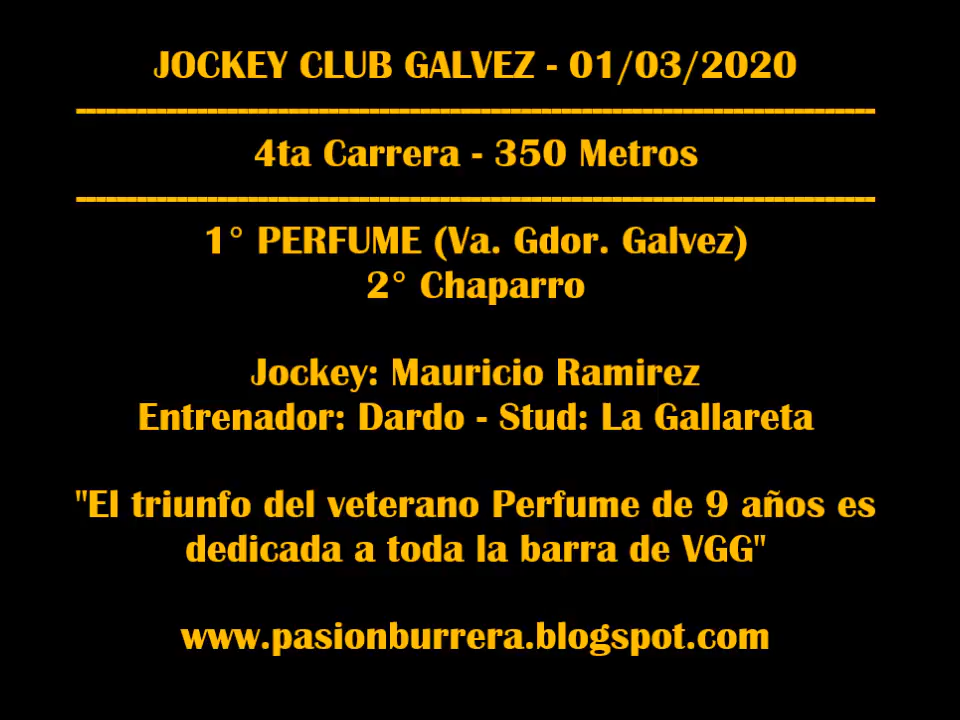 JOCKEY CLUB GALVEZ - 01/03/2020
--------------------------------------------------------------------------------
4ta Carrera - 350 Metros
--------------------------------------------------------------------------------
1° PERFUME (Va. Gdor. Galvez)
2° Chaparro
Jockey: Mauricio Ramirez
Entrenador: Dardo - Stud: La Gallareta
"El triunfo del veterano Perfume de 9 años es
dedicada a toda la barra de VGG"
www.pasionburrera.blogspot.com